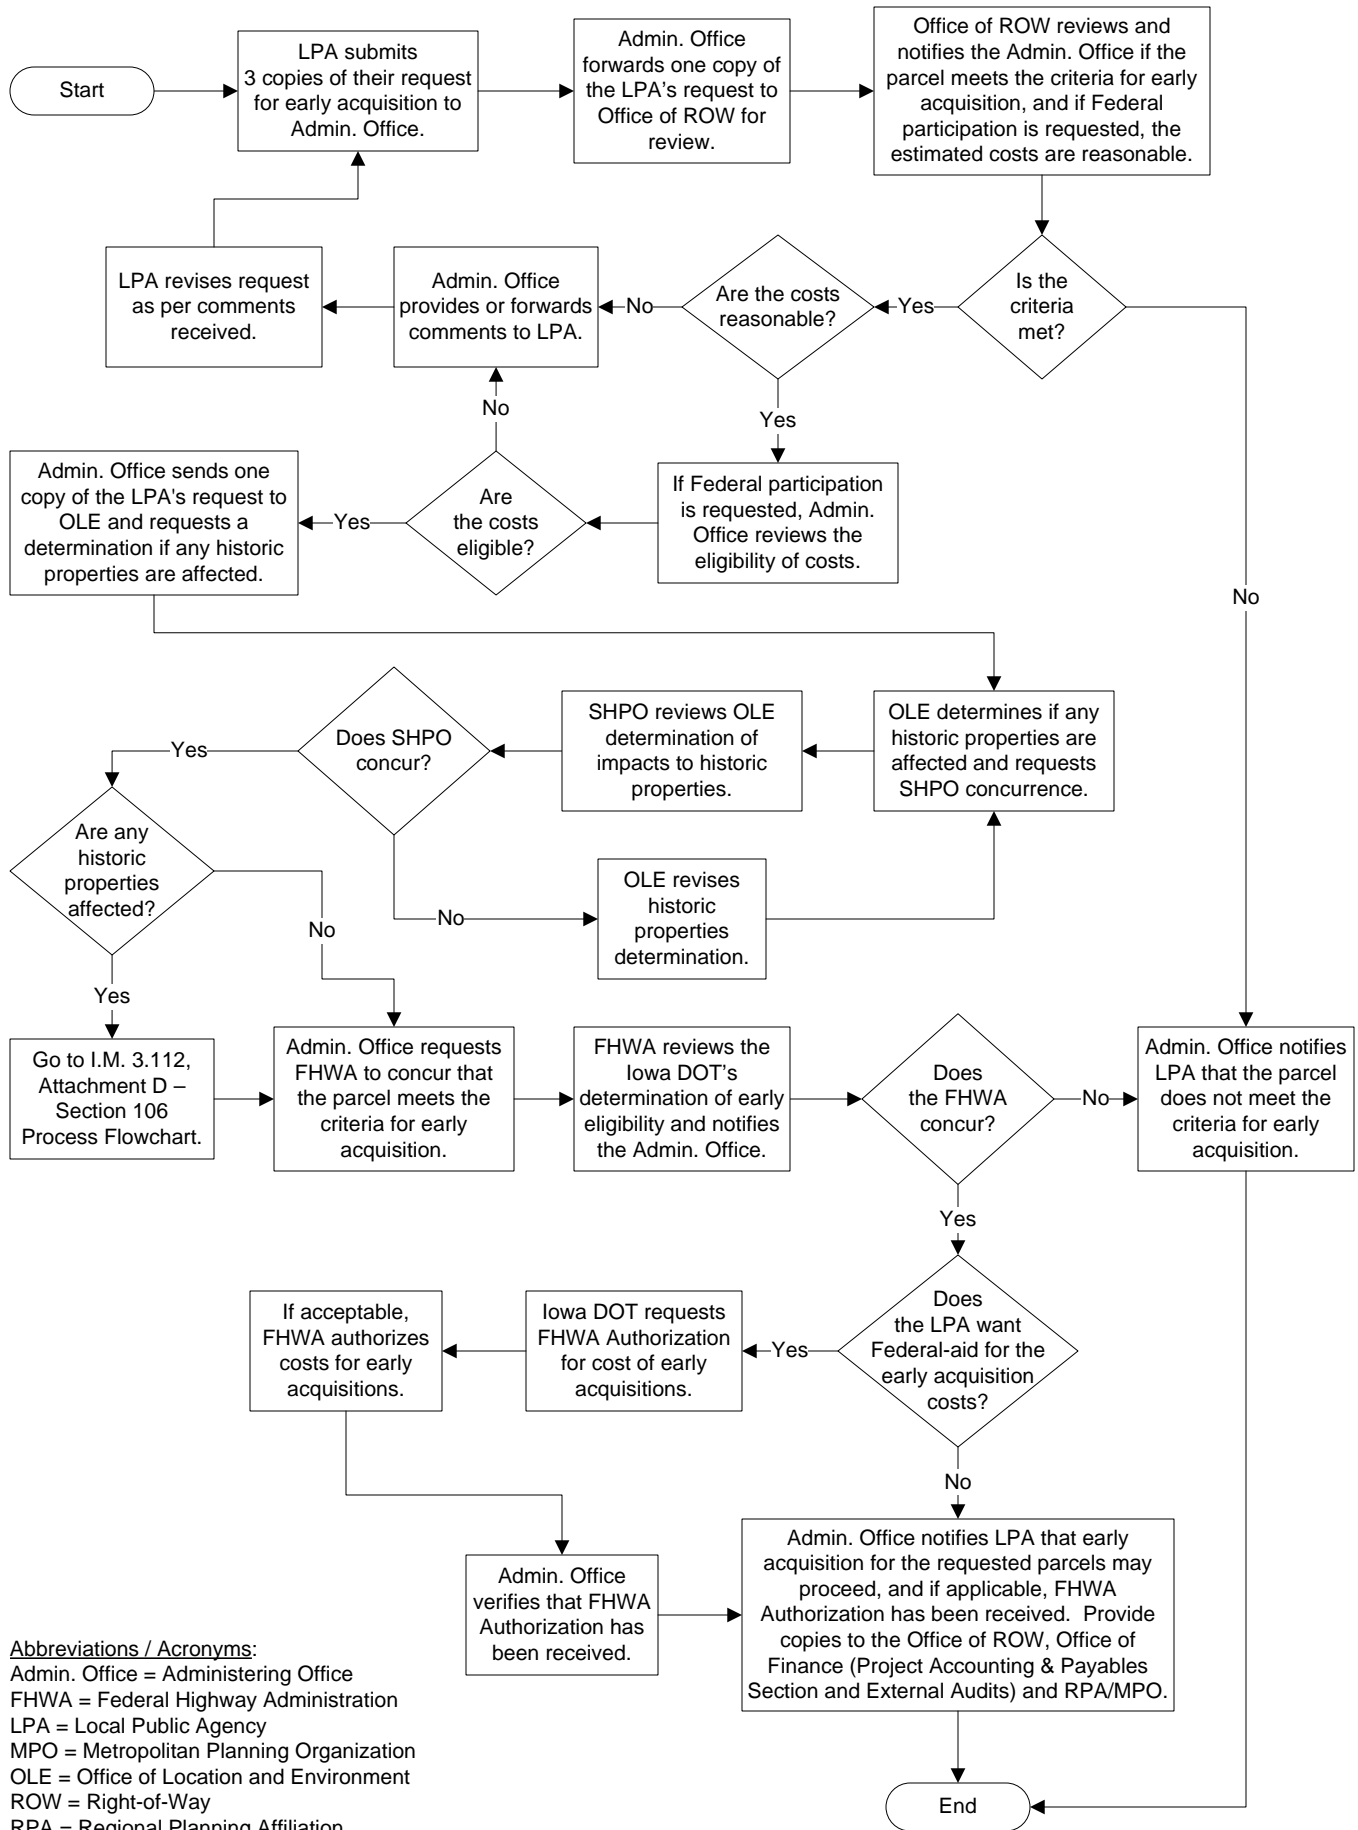 Start
LPA submits
3 copies of their request
for early acquisition to
Admin. Office.
Admin. Office
forwards one copy of
the LPA's request to
Office of ROW for
review.
Office of ROW reviews and
notifies the Admin. Office if the
parcel meets the criteria for early
acquisition, and if Federal
participation is requested, the
estimated costs are reasonable.
LPA revises request
as per comments
received.
Admin. Office
provides or forwards
comments to LPA.
No
Are the costs
reasonable?
Yes
Is the
criteria
met?
No
Yes
Admin. Office sends one
copy of the LPA's request to
OLE and requests a
determination if any historic
properties are affected.
Yes
Are
the costs
eligible?
If Federal participation
is requested, Admin.
Office reviews the
eligibility of costs.
No
Yes
Does SHPO
concur?
SHPO reviews OLE
determination of
impacts to historic
properties.
OLE determines if any
historic properties are
affected and requests
SHPO concurrence.
Are any
historic
properties
affected?
No
No
OLE revises
historic
properties
determination.
Yes
Go to I.M. 3.112,
Attachment D –
Section 106
Process Flowchart.
Admin. Office requests
FHWA to concur that
the parcel meets the
criteria for early
acquisition.
FHWA reviews the
Iowa DOT's
determination of early
eligibility and notifies
the Admin. Office.
Does
the FHWA
concur?
No
Admin. Office notifies
LPA that the parcel
does not meet the
criteria for early
acquisition.
Yes
If acceptable,
FHWA authorizes
costs for early
acquisitions.
Iowa DOT requests
FHWA Authorization
for cost of early
acquisitions.
Yes
Does
the LPA want
Federal-aid for the
early acquisition
costs?
No
Admin. Office
verifies that FHWA
Authorization has
been received.
Admin. Office notifies LPA that early
acquisition for the requested parcels may
proceed, and if applicable, FHWA
Authorization has been received.  Provide
copies to the Office of ROW, Office of
Finance (Project Accounting & Payables
Section and External Audits) and RPA/MPO.
End
Abbreviations / Acronyms:
Admin. Office = Administering Office
FHWA = Federal Highway Administration
LPA = Local Public Agency
MPO = Metropolitan Planning Organization
OLE = Office of Location and Environment
ROW = Right-of-Way
RPA = Regional Planning Affiliation